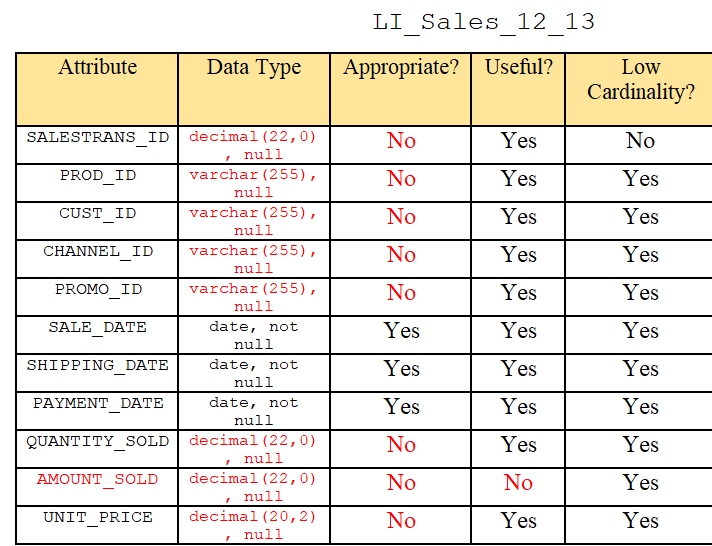 LI_Sales_12_13
Attribute Data Type Appropriate? Useful? Low
Cardinality?
SALESTRANS_ID decimal(22,0) No Yes No
, null
PROD_ID varchar(255), No Yes Yes
null
CUST_ID varchar(255), No Yes Yes
null
CHANNEL_ID varchar(255), No Yes Yes
null
PROMO_ID varchar(255), No Yes Yes
null
SALE_DATE date, not Yes Yes Yes
null
SHIPPING_DATE date, not Yes Yes Yes
null
PAYMENT_DATE date, not Yes Yes Yes
null
QUANTITY_SOLD decimal(22,0) No Yes Yes
, null
AMOUNT_SOLD decimal(22,0) No No Yes
, null
UNIT_PRICE decimal(20,2) No Yes Yes
, null